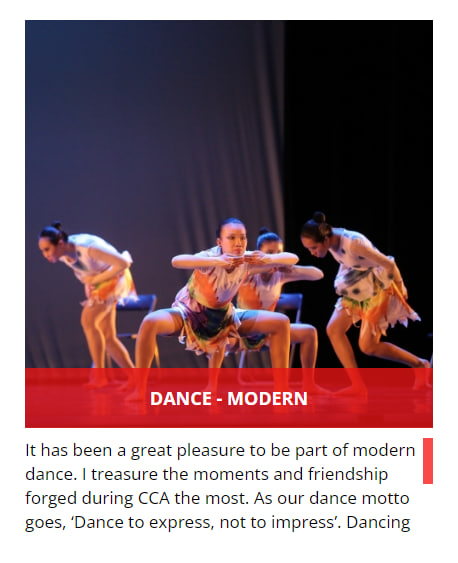 DANCE - MODERN
It has been a great pleasure to be part of modern
dance. I treasure the moments and friendship
forged during CCA the most. As our dance motto
goes, ‘Dance to express, not to impress’. Dancing